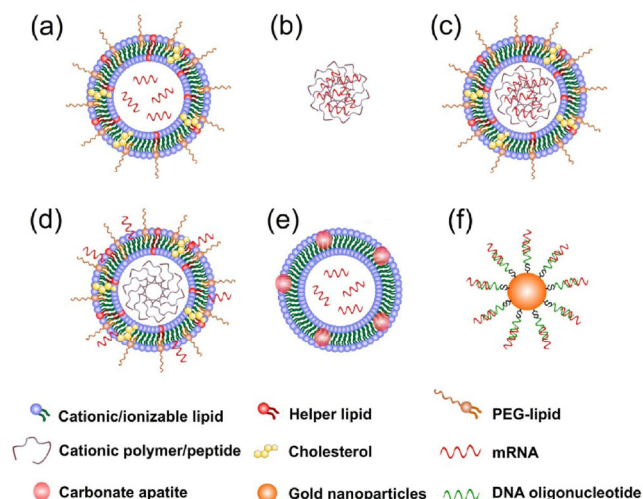 (a) (b) (c)
(d) (e) (f)
Cationic/ionizable lipid Helper lipid PEG-lipid
Cationic polymer/peptide Cholesterol mRNA
Carbonate apatite Gold nanoparticles DNA oligonucleotide